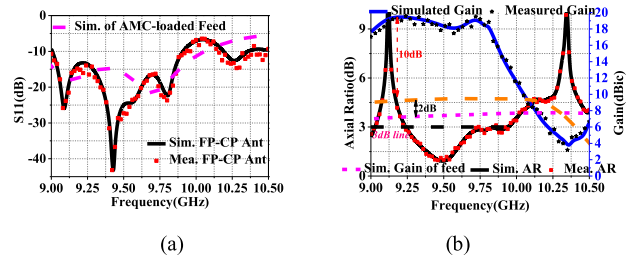 (a)
Sim. of AMC-loaded Feed
Sim. FP-CP Ant
Mea. FP-CP Ant
S11(dB)
-10
-20
-30
-40
9.00 9.25 9.50 9.75 10.00 10.25 10.50
Frequency(GHz)
(a)
(b)
Simulated Gain Measured Gain
10dB
2dB
3dB line
Sim. Gain of feed Sim. AR Mea. AR
Axial Ratio(dB)
9
6
3
0
Gain(dBic)
20
18
16
14
12
10
8
6
4
2
0
9.00 9.25 9.50 9.75 10.00 10.25 10.50
Frequency(GHz)
(b)